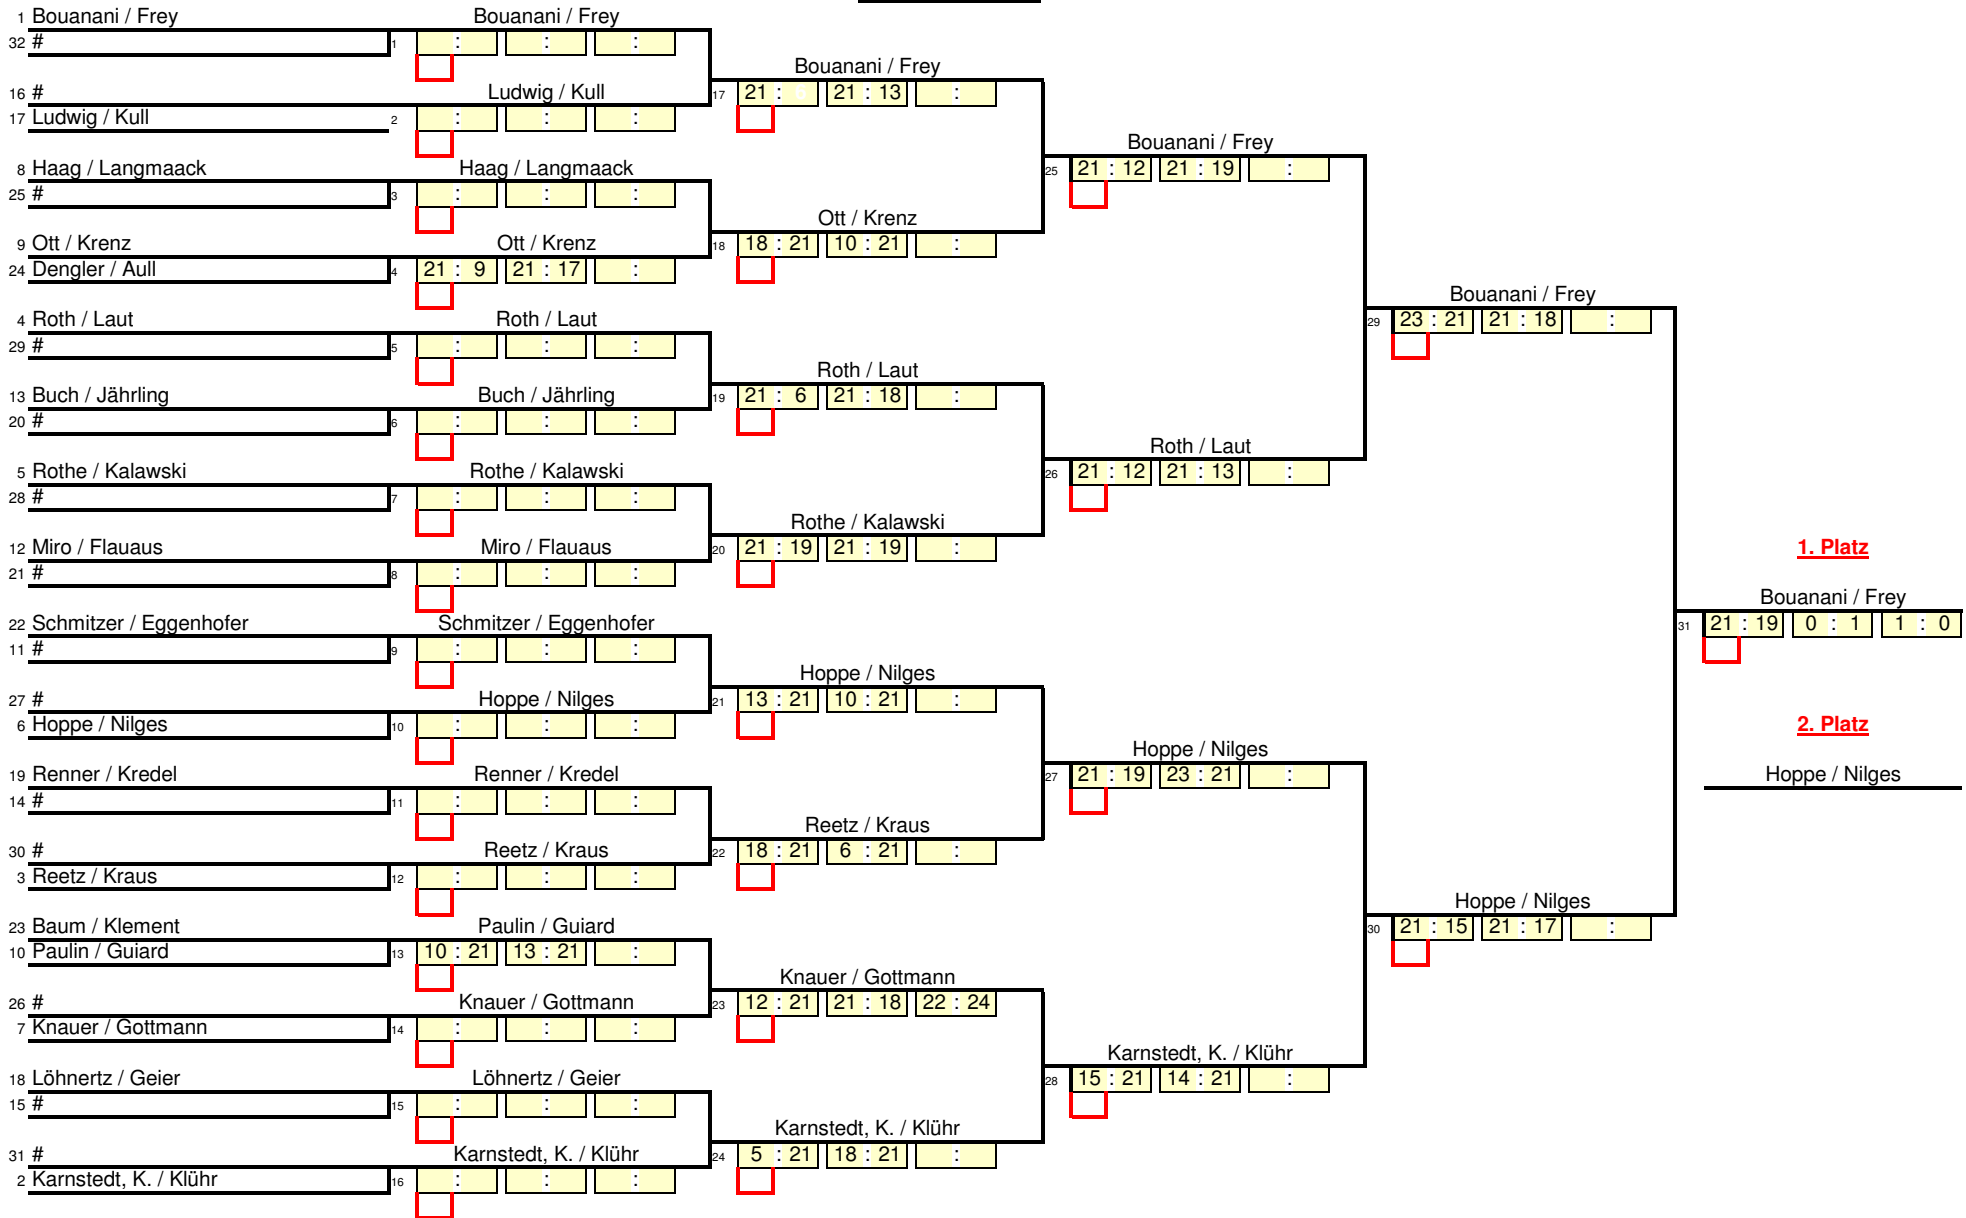 1 Bouanani / Frey Bouanani / Frey
32 # 1 : : :
Bouanani / Frey
16 # Ludwig / Kull 17 21 : 21 : 13 :
17 Ludwig / Kull 2 : : :
Bouanani / Frey
8 Haag / Langmaack Haag / Langmaack 25 21 : 12 21 : 19 :
25 # 3 : : :
Ott / Krenz
9 Ott / Krenz Ott / Krenz 18 18 : 21 10 : 21 :
24 Dengler / Aull 4 21 : 9 21 : 17 :
Bouanani / Frey
4 Roth / Laut Roth / Laut 29 23 : 21 21 : 18 :
29 # 5 : : :
Roth / Laut
13 Buch / Jährling Buch / Jährling 19 21 : 6 21 : 18 :
20 # 6 : : :
Roth / Laut
5 Rothe / Kalawski Rothe / Kalawski 26 21 : 12 21 : 13 :
28 # 7 : : :
Rothe / Kalawski
12 Miro / Flauaus Miro / Flauaus 20 21 : 19 21 : 19 : 1. Platz
21 # 8 : : :
Bouanani / Frey
22 Schmitzer / Eggenhofer Schmitzer / Eggenhofer 31 21 : 19 0 : 1 1 : 0
11 # 9 : : :
Hoppe / Nilges
27 # Hoppe / Nilges 21 13 : 21 10 : 21 :
6 Hoppe / Nilges 10 : : : 2. Platz
Hoppe / Nilges
19 Renner / Kredel Renner / Kredel 27 21 : 19 23 : 21 : Hoppe / Nilges
14 # 11 : : :
Reetz / Kraus
30 # Reetz / Kraus 22 18 : 21 6 : 21 :
3 Reetz / Kraus 12 : : :
Hoppe / Nilges
23 Baum / Klement Paulin / Guiard 30 21 : 15 21 : 17 :
10 Paulin / Guiard 13 10 : 21 13 : 21 :
Knauer / Gottmann
26 # Knauer / Gottmann 23 12 : 21 21 : 18 22 : 24
7 Knauer / Gottmann 14 : : :
Karnstedt, K. / Klühr
18 Löhnertz / Geier Löhnertz / Geier 28 15 : 21 14 : 21 :
15 # 15 : : :
Karnstedt, K. / Klühr
31 # Karnstedt, K. / Klühr 24 5 : 21 18 : 21 :
2 Karnstedt, K. / Klühr 16 : : :